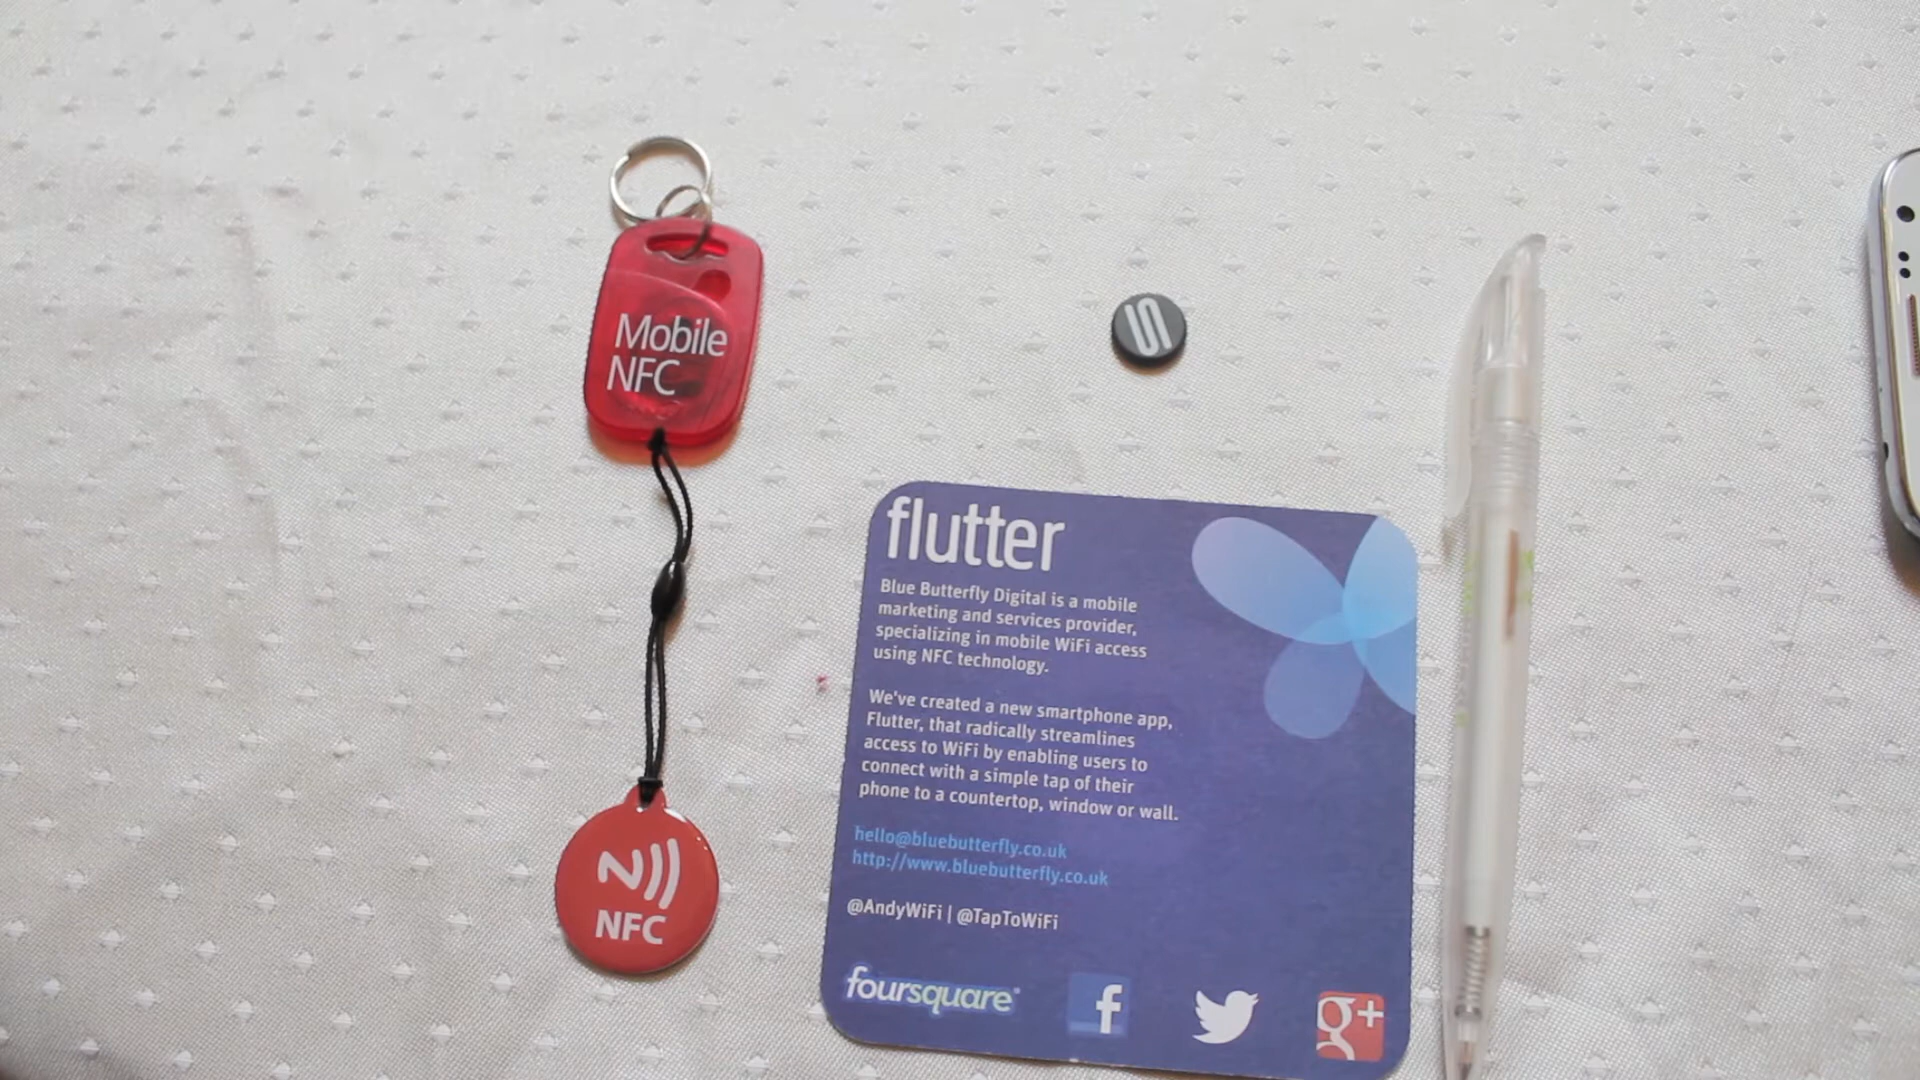 Mobile
NFC
NFC
flutter
Blue Butterfly Digital is a mobile
marketing and services provider,
specializing in mobile WiFi access
using NFC technology.
We've created a new smartphone app,
Flutter, that radically streamlines
access to WiFi by enabling users to
connect with a simple tap of their
phone to a countertop, window or wall.
hello@bluebutterfly.co.uk
http://www.bluebutterfly.co.uk
@AndyWiFi | @TapToWiFi
foursquare
f
g+